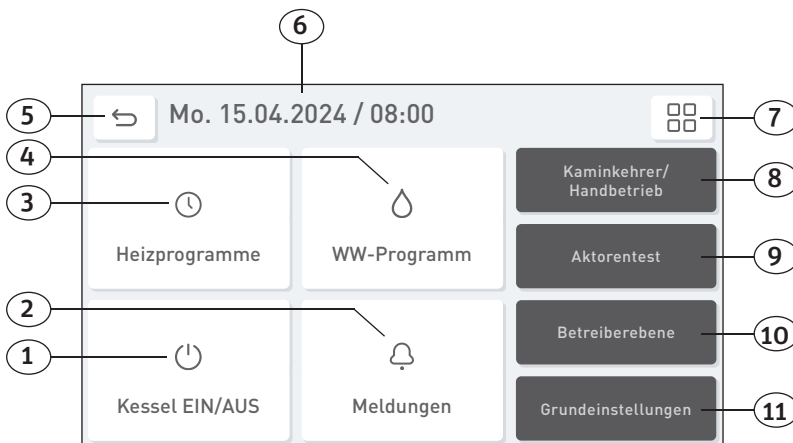 6
5
Mo. 15.04.2024 / 08:00
7
4
Kaminkehrer/
Handbetrieb
8
3
Heizprogramme
WW-Programm
Aktorentest
9
2
Betreiberebene
10
1
Kessel EIN/AUS
Meldungen
Grundeinstellungen
11